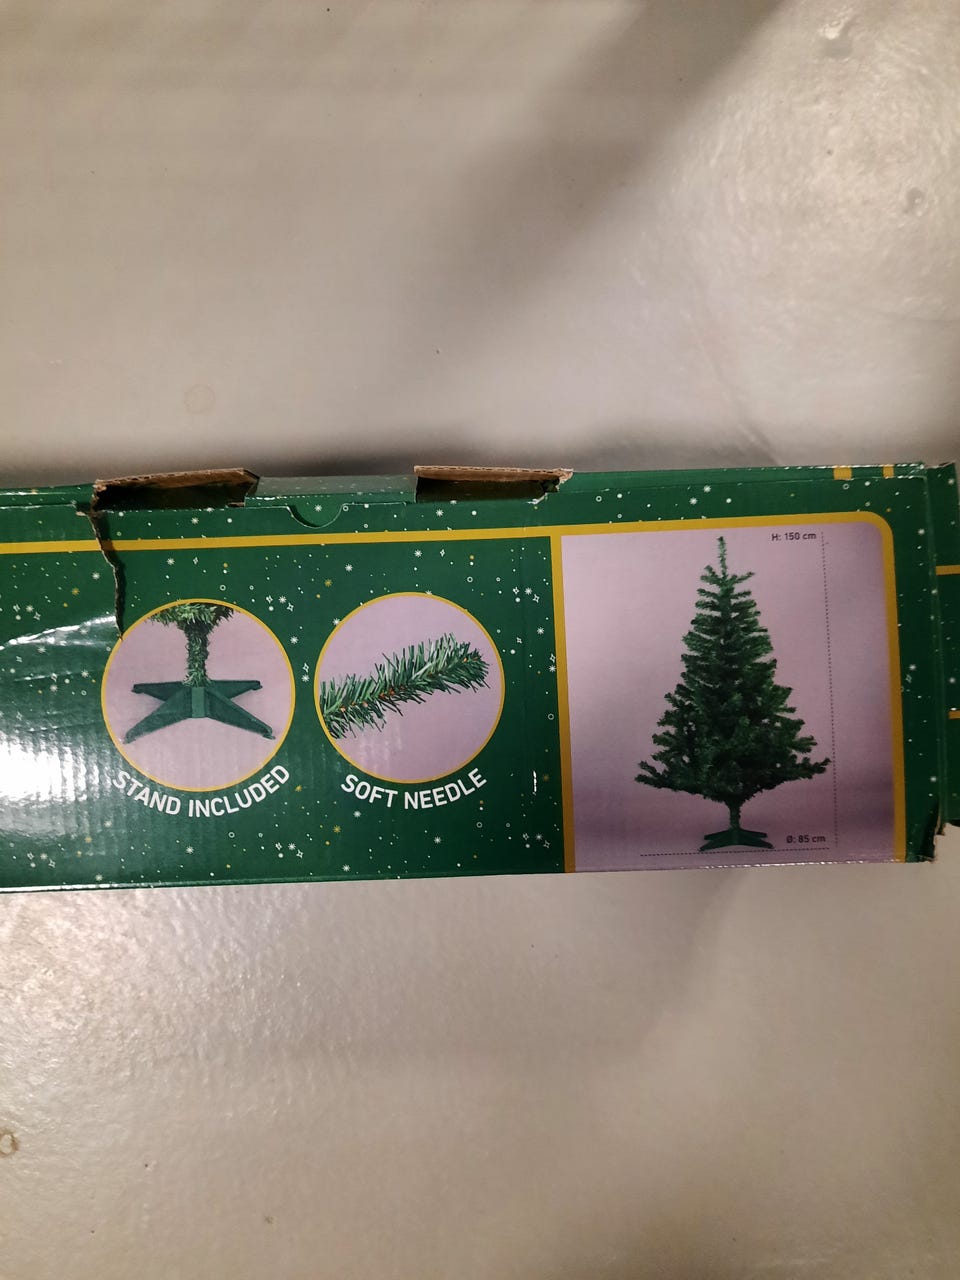 STAND INCLUDED
SOFT NEEDLE
H: 150 cm
Ø: 85 cm